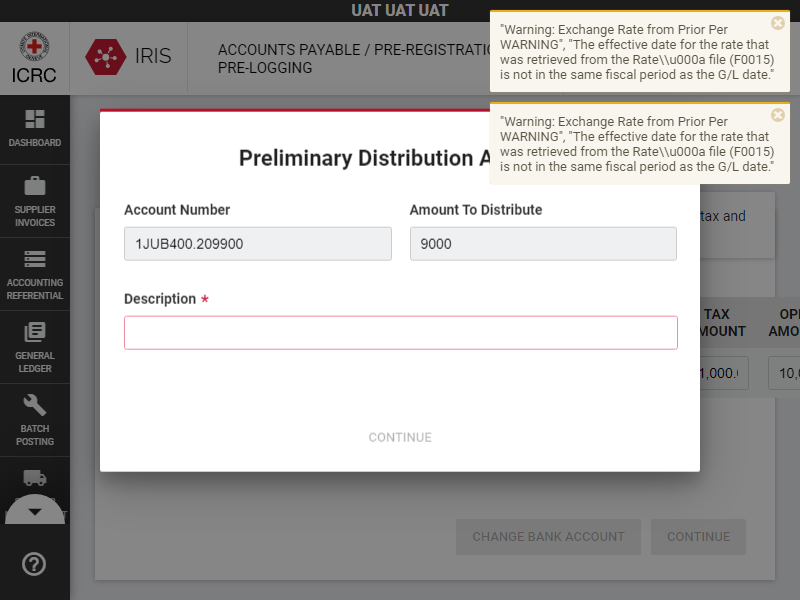 UAT UAT UAT
ICRC
IRIS
ACCOUNTS PAYABLE / PRE-REGISTRATIO
PRE-LOGGING
"Warning: Exchange Rate from Prior Per
WARNING", "The effective date for the rate that
was retrieved from the Rate\\u000a file (F0015)
is not in the same fiscal period as the G/L date."
"Warning: Exchange Rate from Prior Per
WARNING", "The effective date for the rate that
was retrieved from the Rate\\u000a file (F0015)
is not in the same fiscal period as the G/L date."
DASHBOARD
SUPPLIER
INVOICES
ACCOUNTING
REFERENTIAL
GENERAL
LEDGER
BATCH
POSTING
Preliminary Distribution A
Account Number
Amount To Distribute
1JUB400.209900
9000
Description *
CONTINUE
tax and
TAX
MOUNT
OP
AMO
1,000.
10,0
CHANGE BANK ACCOUNT
CONTINUE